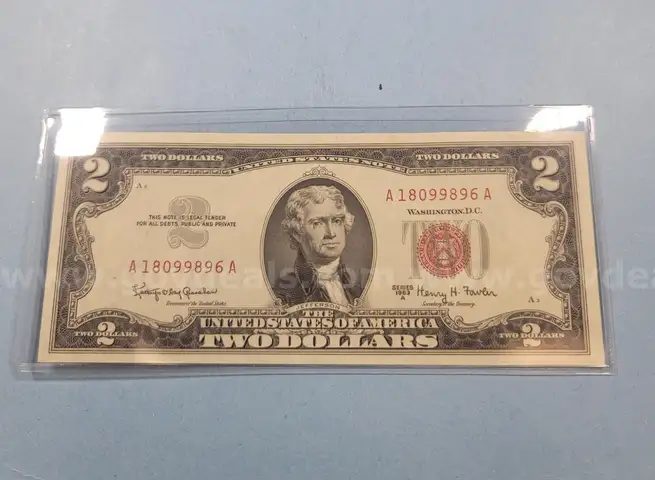 TWO DOLLARS
UNITED STATES NOTE
TWO DOLLARS
2
2
A 18099896 A
WASHINGTON, D.C.
THIS NOTE IS LEGAL TENDER
FOR ALL DEBTS, PUBLIC AND PRIVATE
2
TWO
A 18099896 A
SERIES
1963
A
Henry H. Fowler
Treasurer of the United States.
Secretary of the Treasury.
JEFFERSON
THE
UNITED STATES OF AMERICA
TWO DOLLARS
2
TWO DOLLARS
2
TWO DOLLARS